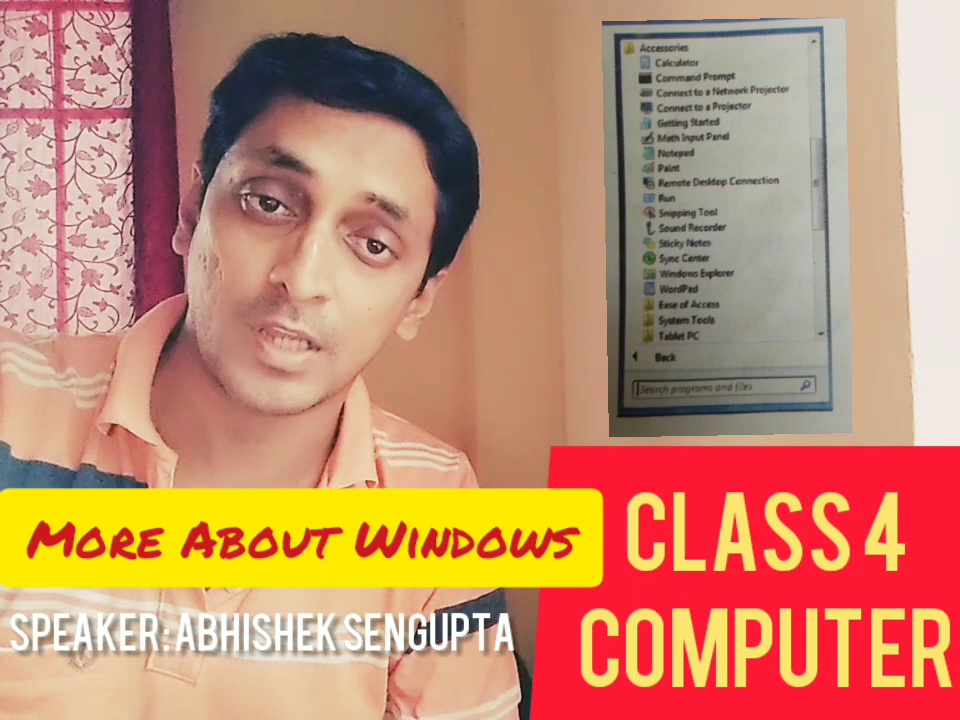 Accessories
Calculator
Command Prompt
Connect to a Network Projector
Connect to a Projector
Getting Started
Math Input Panel
Notepad
Paint
Remote Desktop Connection
Run
Snipping Tool
Sound Recorder
Sticky Notes
Sync Center
Windows Explorer
WordPad
Ease of Access
System Tools
Tablet PC
Back
Search programs and files
MORE ABOUT WINDOWS
SPEAKER: ABHISHEK SENGUPTA
CLASS 4
COMPUTER